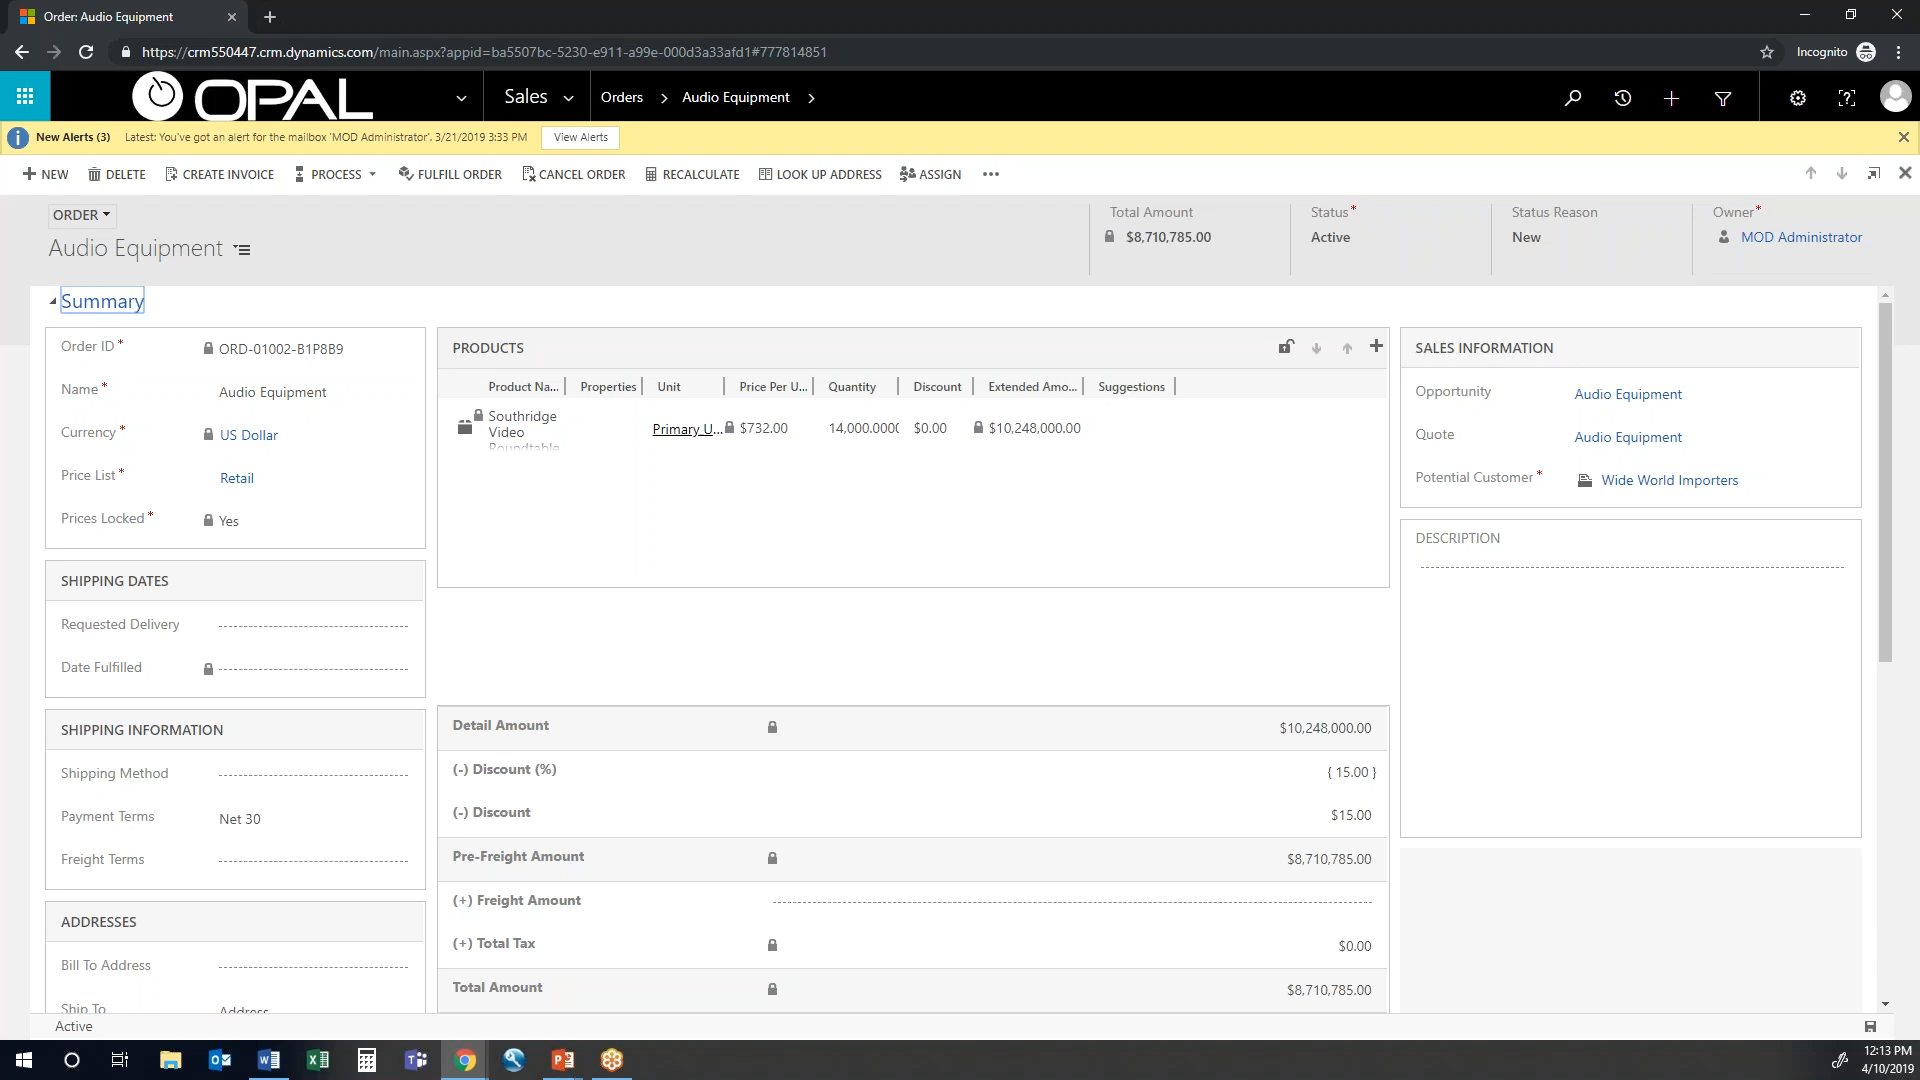 Order: Audio Equipment
https://crm550447.crm.dynamics.com/main.aspx?appid=ba5507bc-5230-e911-a99e-000d3a33afd1#777814851
Incognito
OPAL
Sales
Orders
Audio Equipment
New Alerts (3) Latest: You've got an alert for the mailbox 'MOD Administrator'. 3/21/2019 3:33 PM View Alerts
NEW DELETE CREATE INVOICE PROCESS FULFILL ORDER CANCEL ORDER RECALCULATE LOOK UP ADDRESS ASSIGN
ORDER
Audio Equipment
Total Amount
$8,710,785.00
Status*
Active
Status Reason
New
Owner*
MOD Administrator
Summary
Order ID* ORD-01002-B1P8B9
Name* Audio Equipment
Currency* US Dollar
Price List* Retail
Prices Locked* Yes
SHIPPING DATES
Requested Delivery
Date Fulfilled
SHIPPING INFORMATION
Shipping Method
Payment Terms Net 30
Freight Terms
ADDRESSES
Bill To Address
Ship To Address
PRODUCTS
Product Na... Properties Unit Price Per U... Quantity Discount Extended Amo... Suggestions
Southridge
Video
Roundtable
Primary U... $732.00 14,000.0000 $0.00 $10,248,000.00
Detail Amount $10,248,000.00
(-) Discount (%) { 15.00 }
(-) Discount $15.00
Pre-Freight Amount $8,710,785.00
(+) Freight Amount
(+) Total Tax $0.00
Total Amount $8,710,785.00
SALES INFORMATION
Opportunity Audio Equipment
Quote Audio Equipment
Potential Customer* Wide World Importers
DESCRIPTION
Active
12:13 PM
4/10/2019